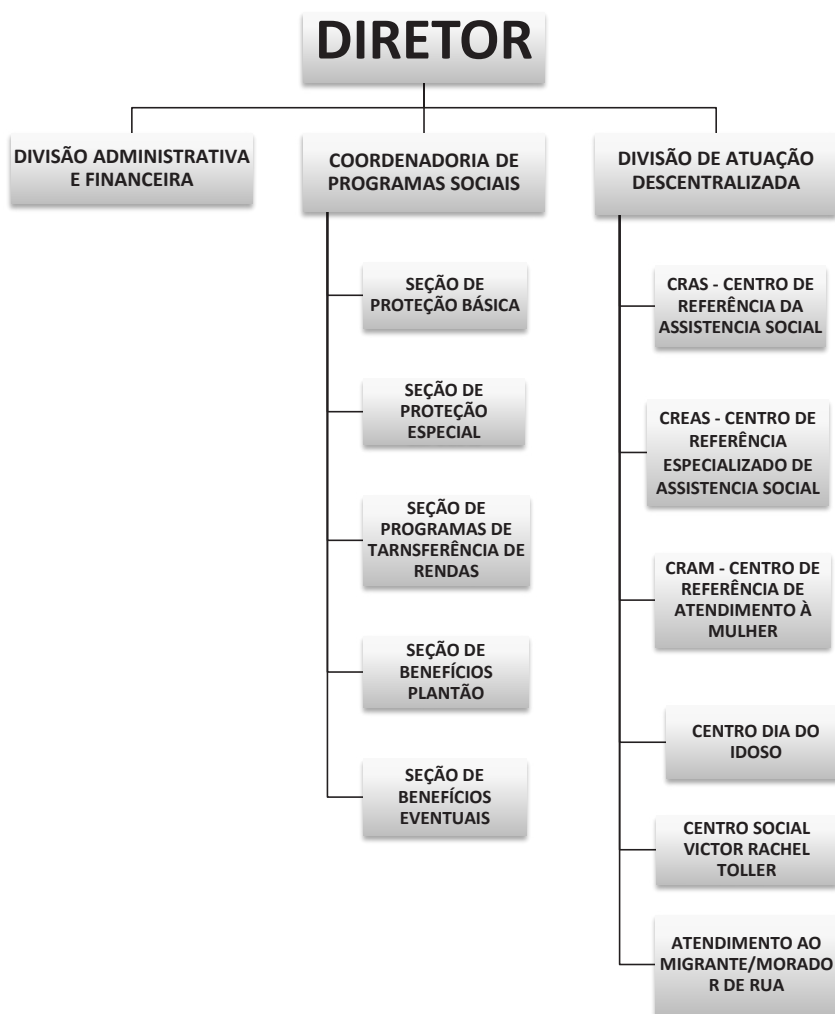 DIRETOR
DIVISÃO ADMINISTRATIVA
E FINANCEIRA
COORDENADORIA DE
PROGRAMAS SOCIAIS
DIVISÃO DE ATUAÇÃO
DESCENTRALIZADA
SEÇÃO DE
PROTEÇÃO BÁSICA
SEÇÃO DE
PROTEÇÃO
ESPECIAL
SEÇÃO DE
PROGRAMAS DE
TARNSFERÊNCIA DE
RENDAS
SEÇÃO DE
BENEFÍCIOS
PLANTÃO
SEÇÃO DE
BENEFÍCIOS
EVENTUAIS
CRAS - CENTRO DE
REFERÊNCIA DA
ASSISTENCIA SOCIAL
CREAS - CENTRO DE
REFERÊNCIA
ESPECIALIZADO DE
ASSISTENCIA SOCIAL
CRAM - CENTRO DE
REFERÊNCIA DE
ATENDIMENTO À
MULHER
CENTRO DIA DO
IDOSO
CENTRO SOCIAL
VICTOR RACHEL
TOLLER
ATENDIMENTO AO
MIGRANTE/MORADO
R DE RUA